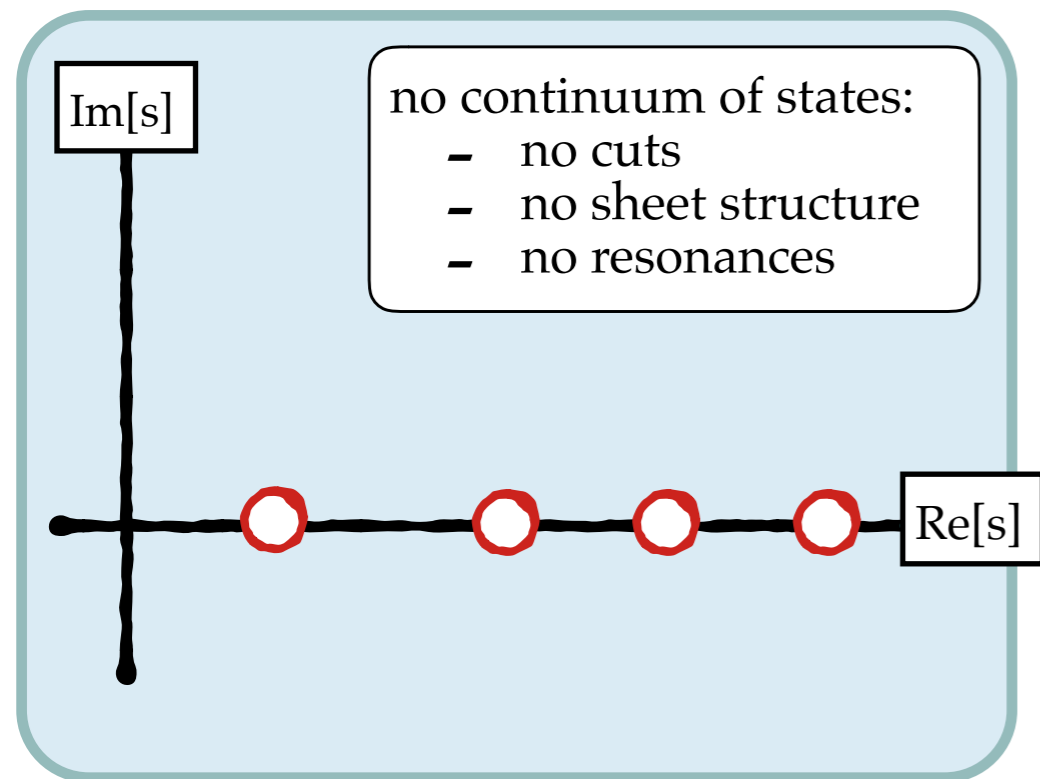 Im[s]
no continuum of states:
- no cuts
- no sheet structure
- no resonances
Re[s]